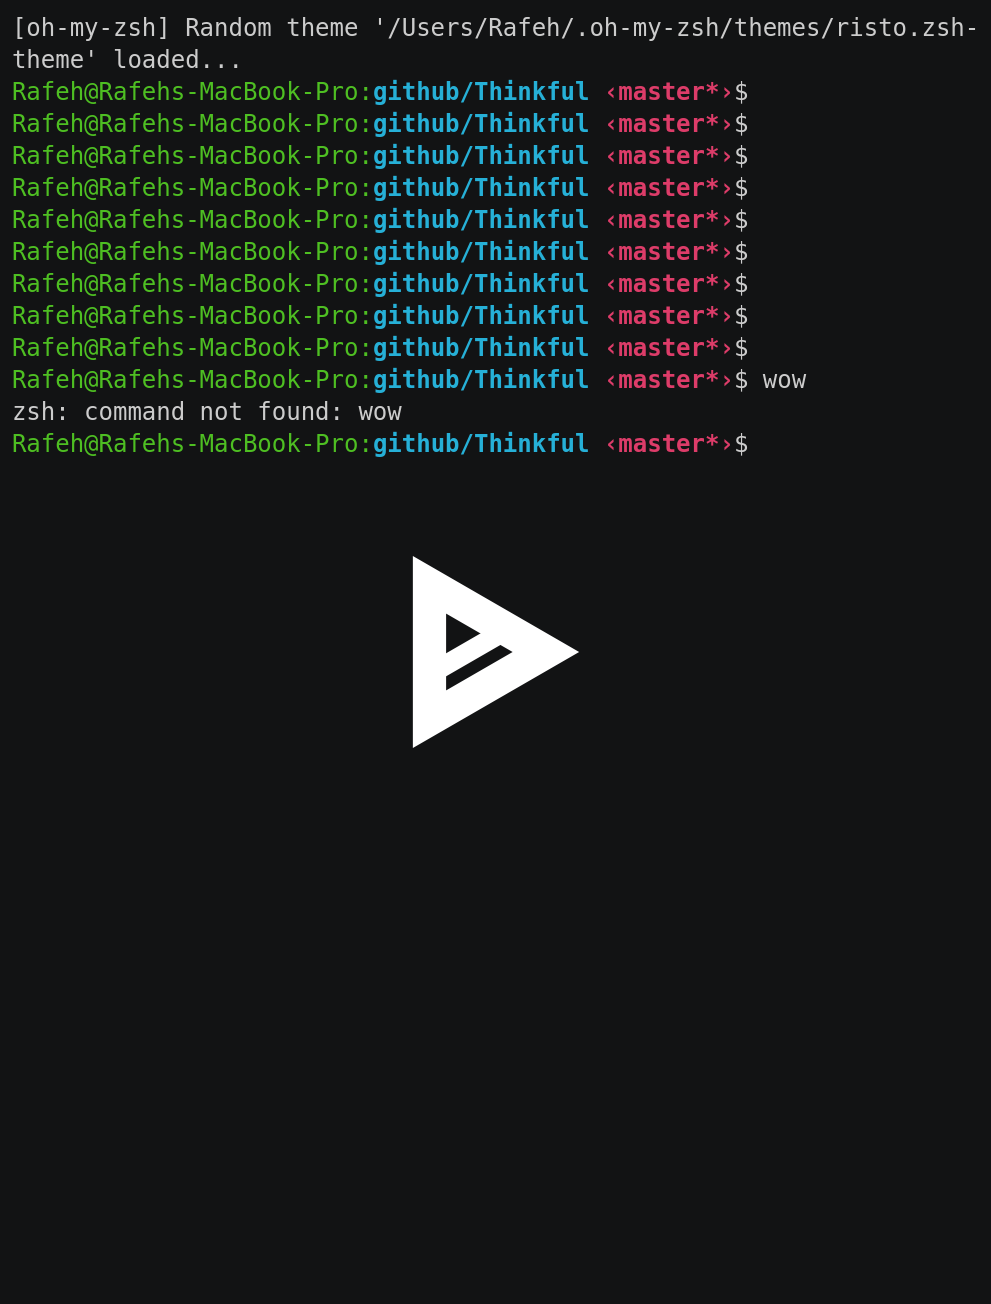 [oh-my-zsh] Random theme '/Users/Rafeh/.oh-my-zsh/themes/risto.zsh-
theme' loaded...
Rafeh@Rafehs-MacBook-Pro:github/Thinkful ‹master*›$
Rafeh@Rafehs-MacBook-Pro:github/Thinkful ‹master*›$
Rafeh@Rafehs-MacBook-Pro:github/Thinkful ‹master*›$
Rafeh@Rafehs-MacBook-Pro:github/Thinkful ‹master*›$
Rafeh@Rafehs-MacBook-Pro:github/Thinkful ‹master*›$
Rafeh@Rafehs-MacBook-Pro:github/Thinkful ‹master*›$
Rafeh@Rafehs-MacBook-Pro:github/Thinkful ‹master*›$
Rafeh@Rafehs-MacBook-Pro:github/Thinkful ‹master*›$
Rafeh@Rafehs-MacBook-Pro:github/Thinkful ‹master*›$
Rafeh@Rafehs-MacBook-Pro:github/Thinkful ‹master*›$ wow
zsh: command not found: wow
Rafeh@Rafehs-MacBook-Pro:github/Thinkful ‹master*›$